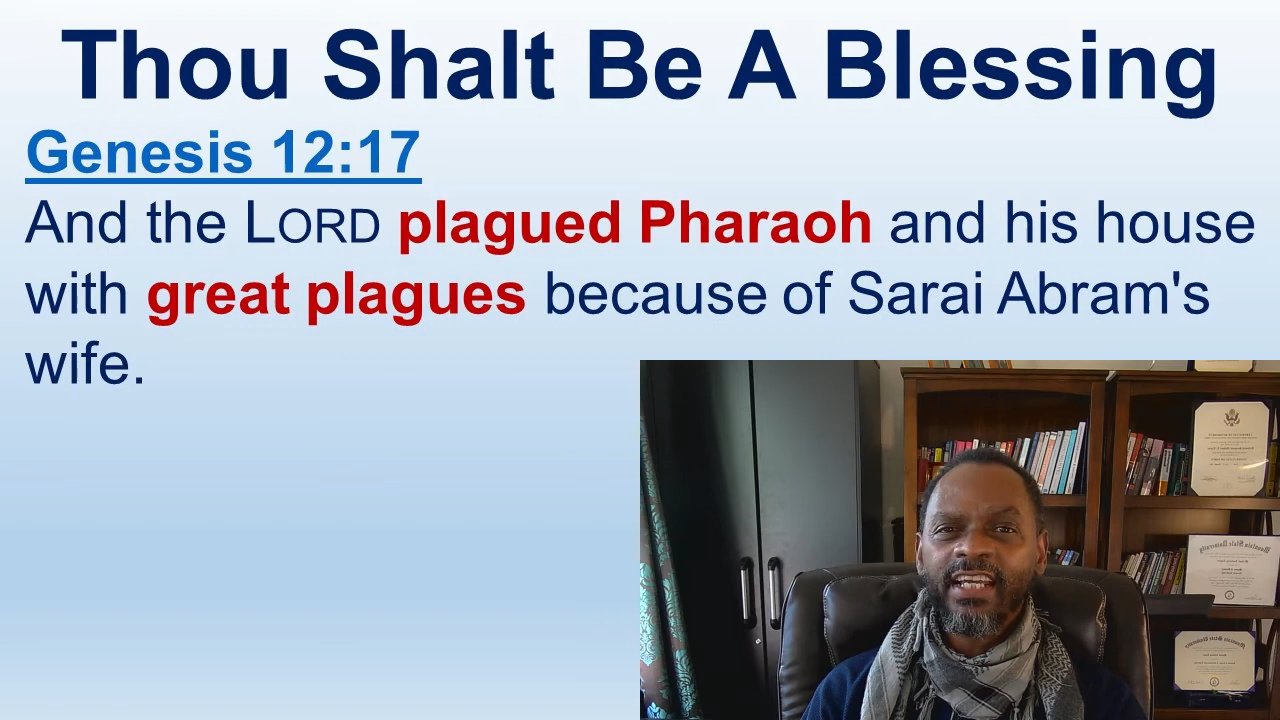 Thou Shalt Be A Blessing
Genesis 12:17
And the LORD plagued Pharaoh and his house
with great plagues because of Sarai Abram's
wife.